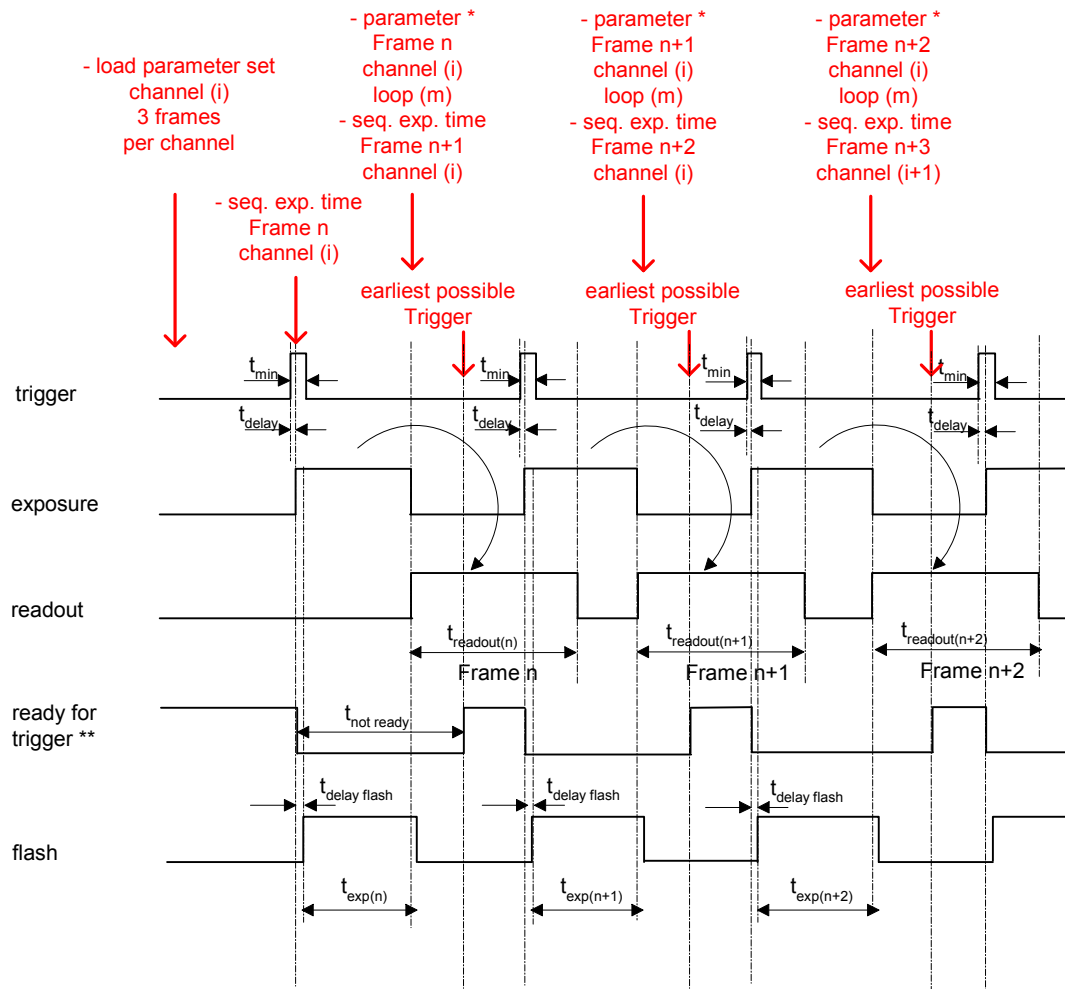 - load parameter set
channel (i)
3 frames
per channel
- seq. exp. time
Frame n
channel (i)
- parameter *
Frame n
channel (i)
loop (m)
- seq. exp. time
Frame n+1
channel (i)
- parameter *
Frame n+1
channel (i)
loop (m)
- seq. exp. time
Frame n+2
channel (i)
- parameter *
Frame n+2
channel (i)
loop (m)
- seq. exp. time
Frame n+3
channel (i+1)
earliest possible
Trigger
earliest possible
Trigger
earliest possible
Trigger
trigger
tmin
tmin
tmin
tmin
tdelay
tdelay
tdelay
tdelay
exposure
readout
treadout(n)
Frame n
treadout(n+1)
Frame n+1
treadout(n+2)
Frame n+2
ready for
trigger **
tnot ready
tdelay flash
tdelay flash
tdelay flash
flash
texp(n)
texp(n+1)
texp(n+2)